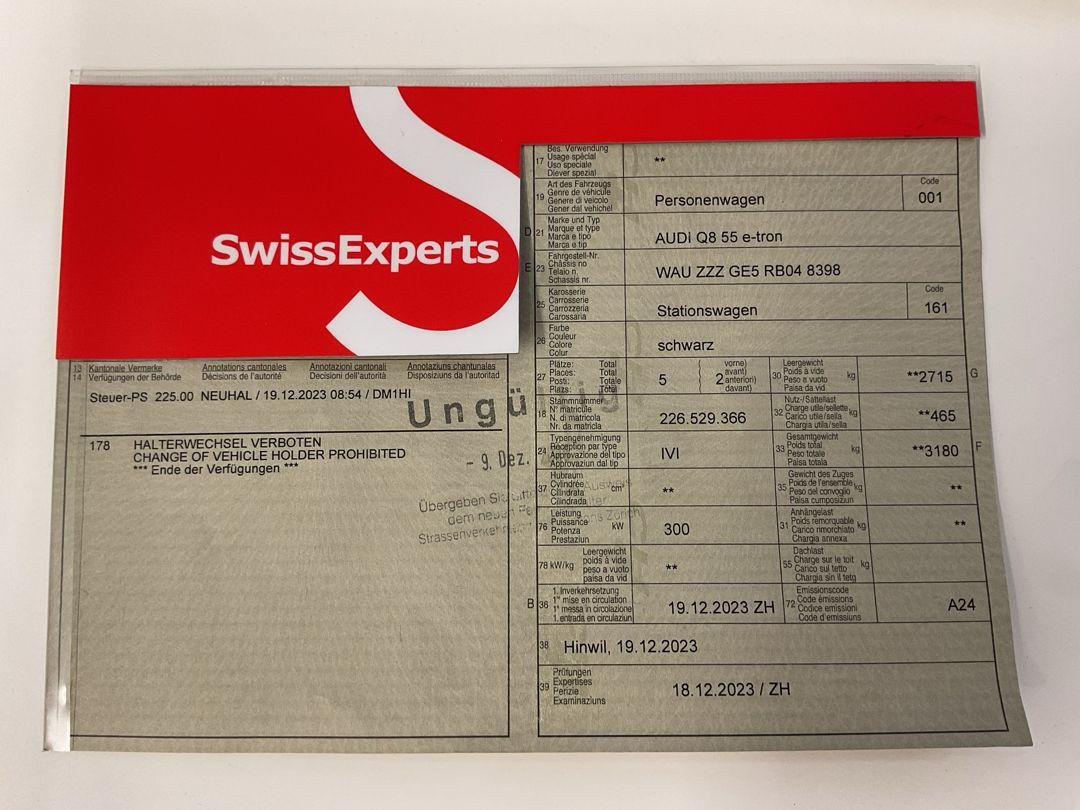 SwissExperts
13 Kantonale Vermerke Annotations cantonales Annotazioni cantonali Annotaziuns chantunalas
14 Verfügungen der Behörde Décisions de l'autorité Decisioni dell'autorità Disposiziuns da l'autoritad
Steuer-PS 225.00 NEUHAL / 19.12.2023 08:54 / DM1HI
178 HALTERWECHSEL VERBOTEN
CHANGE OF VEHICLE HOLDER PROHIBITED
*** Ende der Verfügungen ***
- 9. Dez.
Übergeben Sie
dem neuen
17 Bes. Verwendung
Usage spécial
Uso speciale
Diever spezial
**
19 Art des Fahrzeugs
Genre de véhicule
Genere di veicolo
Gener dal vehichel
Personenwagen
Code
001
D 21 Marke und Typ
Marque et type
Marca e tipo
Marca e tip
AUDI Q8 55 e-tron
E 23 Fahrgestell-Nr.
Châssis no
Telaio n.
Schassis nr.
WAU ZZZ GE5 RB04 8398
25 Karosserie
Carrosserie
Carrozzeria
Carossaria
Stationswagen
Code
161
26 Farbe
Couleur
Colore
Colur
schwarz
27 Plätze: Total
Places: Total
Posti: Totale
Plazs: Total
5 ( 2 vorne)
avant)
anteriori)
davant)
30 Leergewicht
Poids à vide
Peso a vuoto
Paisa da vid
kg
**2715
G
18 Stammnummer
N° matricule
N. di matricola
Nr. da matricla
226.529.366
32 Nutz-/Sattellast
Charge utile/sellette
Carico utile/sella
Chargia utila/sella
kg
**465
24 Typengenehmigung
Réception par type
Approvazione del tipo
Approvaziun dal tip
IVI
33 Gesamtgewicht
Poids total
Peso totale
Paisa totala
kg
**3180
F
37 Hubraum
Cylindrée
Cilindrata
Cilindrada
cm³
**
35 Gewicht des Zuges
Poids de l'ensemble
Peso del convoglio
Paisa cumposiziun
kg
**
76 Leistung
Puissance
Potenza
Prestaziun
kW
300
31 Anhängelast
Poids remorquable
Carico rimorchiato
Chargia annexa
kg
**
78 kW/kg
Leergewicht
poids à vide
peso a vuoto
paisa da vid
**
55 Dachlast
Charge sur le toit
Carico sul tetto
Chargia sin il tetg
kg
B 36 1. Inverkehrsetzung
1re mise en circulation
1a messa in circolazione
1. entrada en circulaziun
19.12.2023 ZH
72 Emissionscode
Code émissions
Codice emissioni
Code d'emissiuns
A24
38 Hinwil, 19.12.2023
39 Prüfungen
Expertises
Perizie
Examinaziuns
18.12.2023 / ZH